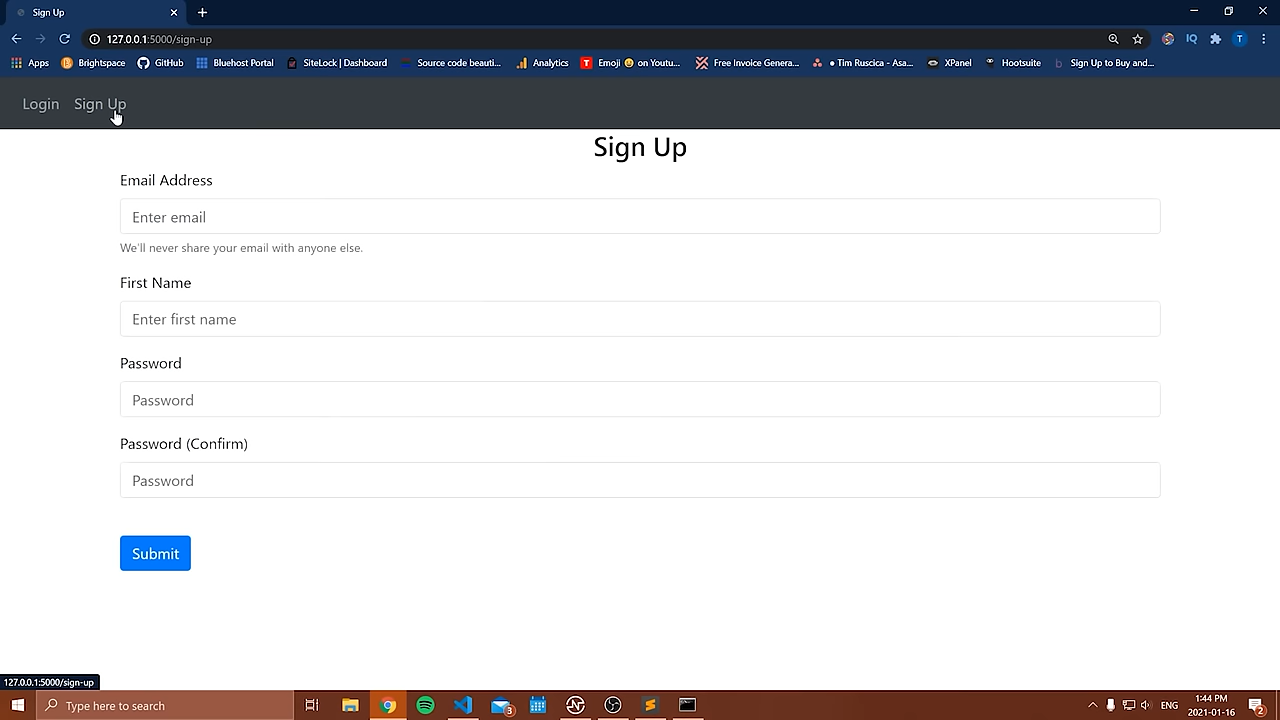 Sign Up
127.0.0.1:5000/sign-up
Apps Brightspace GitHub Bluehost Portal SiteLock | Dashboard Source code beauti... Analytics Emoji 😀 on Youtu... Free Invoice Genera... • Tim Ruscica - Asa... XPanel Hootsuite Sign Up to Buy and...
Login Sign Up
Sign Up
Email Address
Enter email
We'll never share your email with anyone else.
First Name
Enter first name
Password
Password
Password (Confirm)
Password
Submit
127.0.0.1:5000/sign-up
Type here to search
3
ENG
1:44 PM
2021-01-16
2